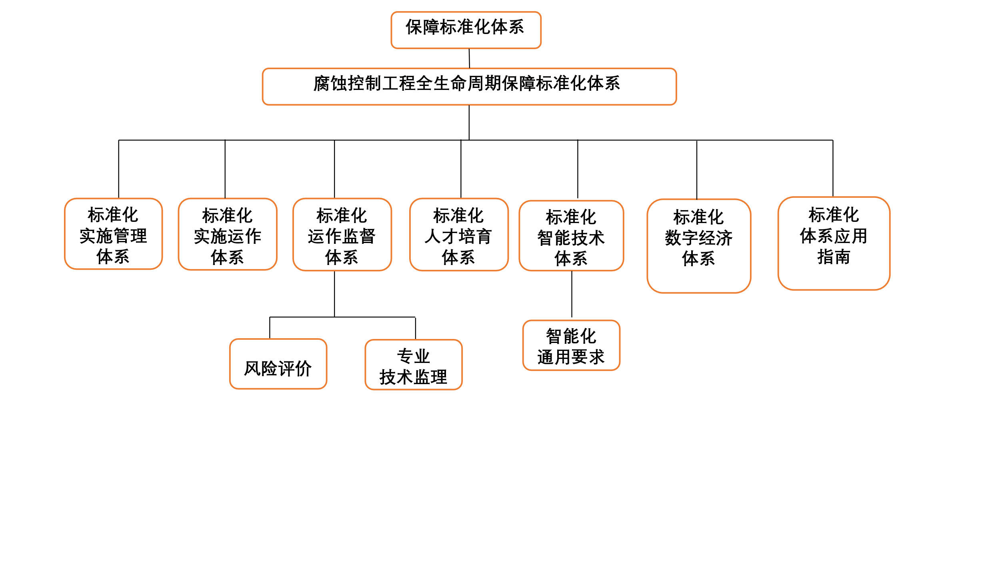 保障标准化体系
腐蚀控制工程全生命周期保障标准化体系
标准化
实施管理
体系
标准化
实施运作
体系
标准化
运作监督
体系
标准化
人才培育
体系
标准化
智能技术
体系
标准化
数字经济
体系
标准化
体系应用
指南
风险评价
专业
技术监理
智能化
通用要求